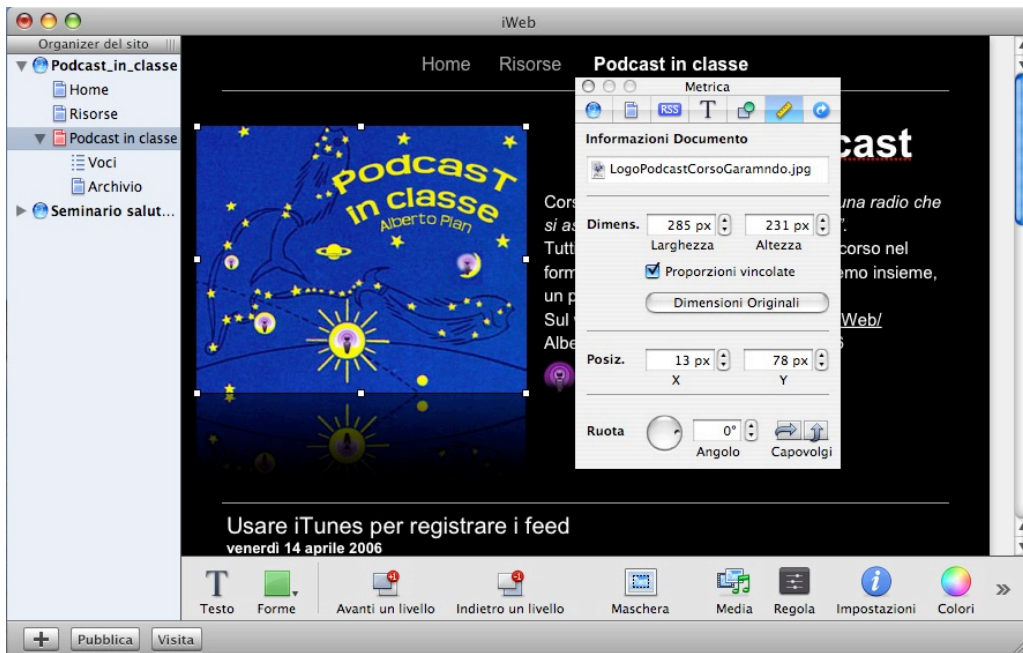 iWeb
Organizer del sito
Podcast_in_classe
Home
Risorse
Podcast in classe
Voci
Archivio
Seminario salut...
Home Risorse Podcast in classe
PodcasT
in classe
Alberto Pian
cast
Cors
una radio che
si as
Tutti
corso nel
form
emo insieme,
un p
Sul
Web/
Albe
Metrica
RSS
T
Informazioni Documento
LogoPodcastCorsoGaramndo.jpg
Dimens. 285 px 231 px
Larghezza Altezza
Proporzioni vincolate
Dimensioni Originali
Posiz. 13 px 78 px
X Y
Ruota 0°
Angolo Capovolgi
Usare iTunes per registrare i feed
venerdì 14 aprile 2006
T
Testo Forme Avanti un livello Indietro un livello Maschera Media Regola Impostazioni Colori
Pubblica Visita